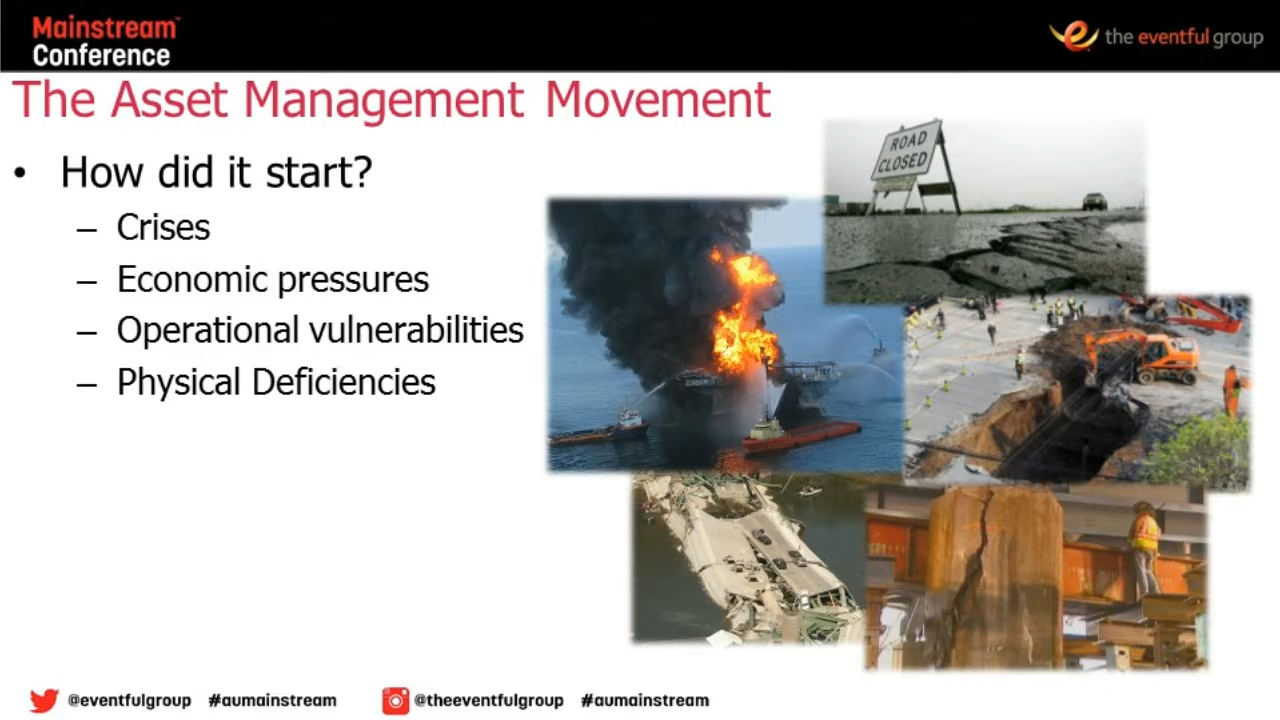 Mainstream™
Conference
the eventful group
The Asset Management Movement
• How did it start?
– Crises
– Economic pressures
– Operational vulnerabilities
– Physical Deficiencies
ROAD
CLOSED
@eventfulgroup #aumainstream @theeventfulgroup #aumainstream